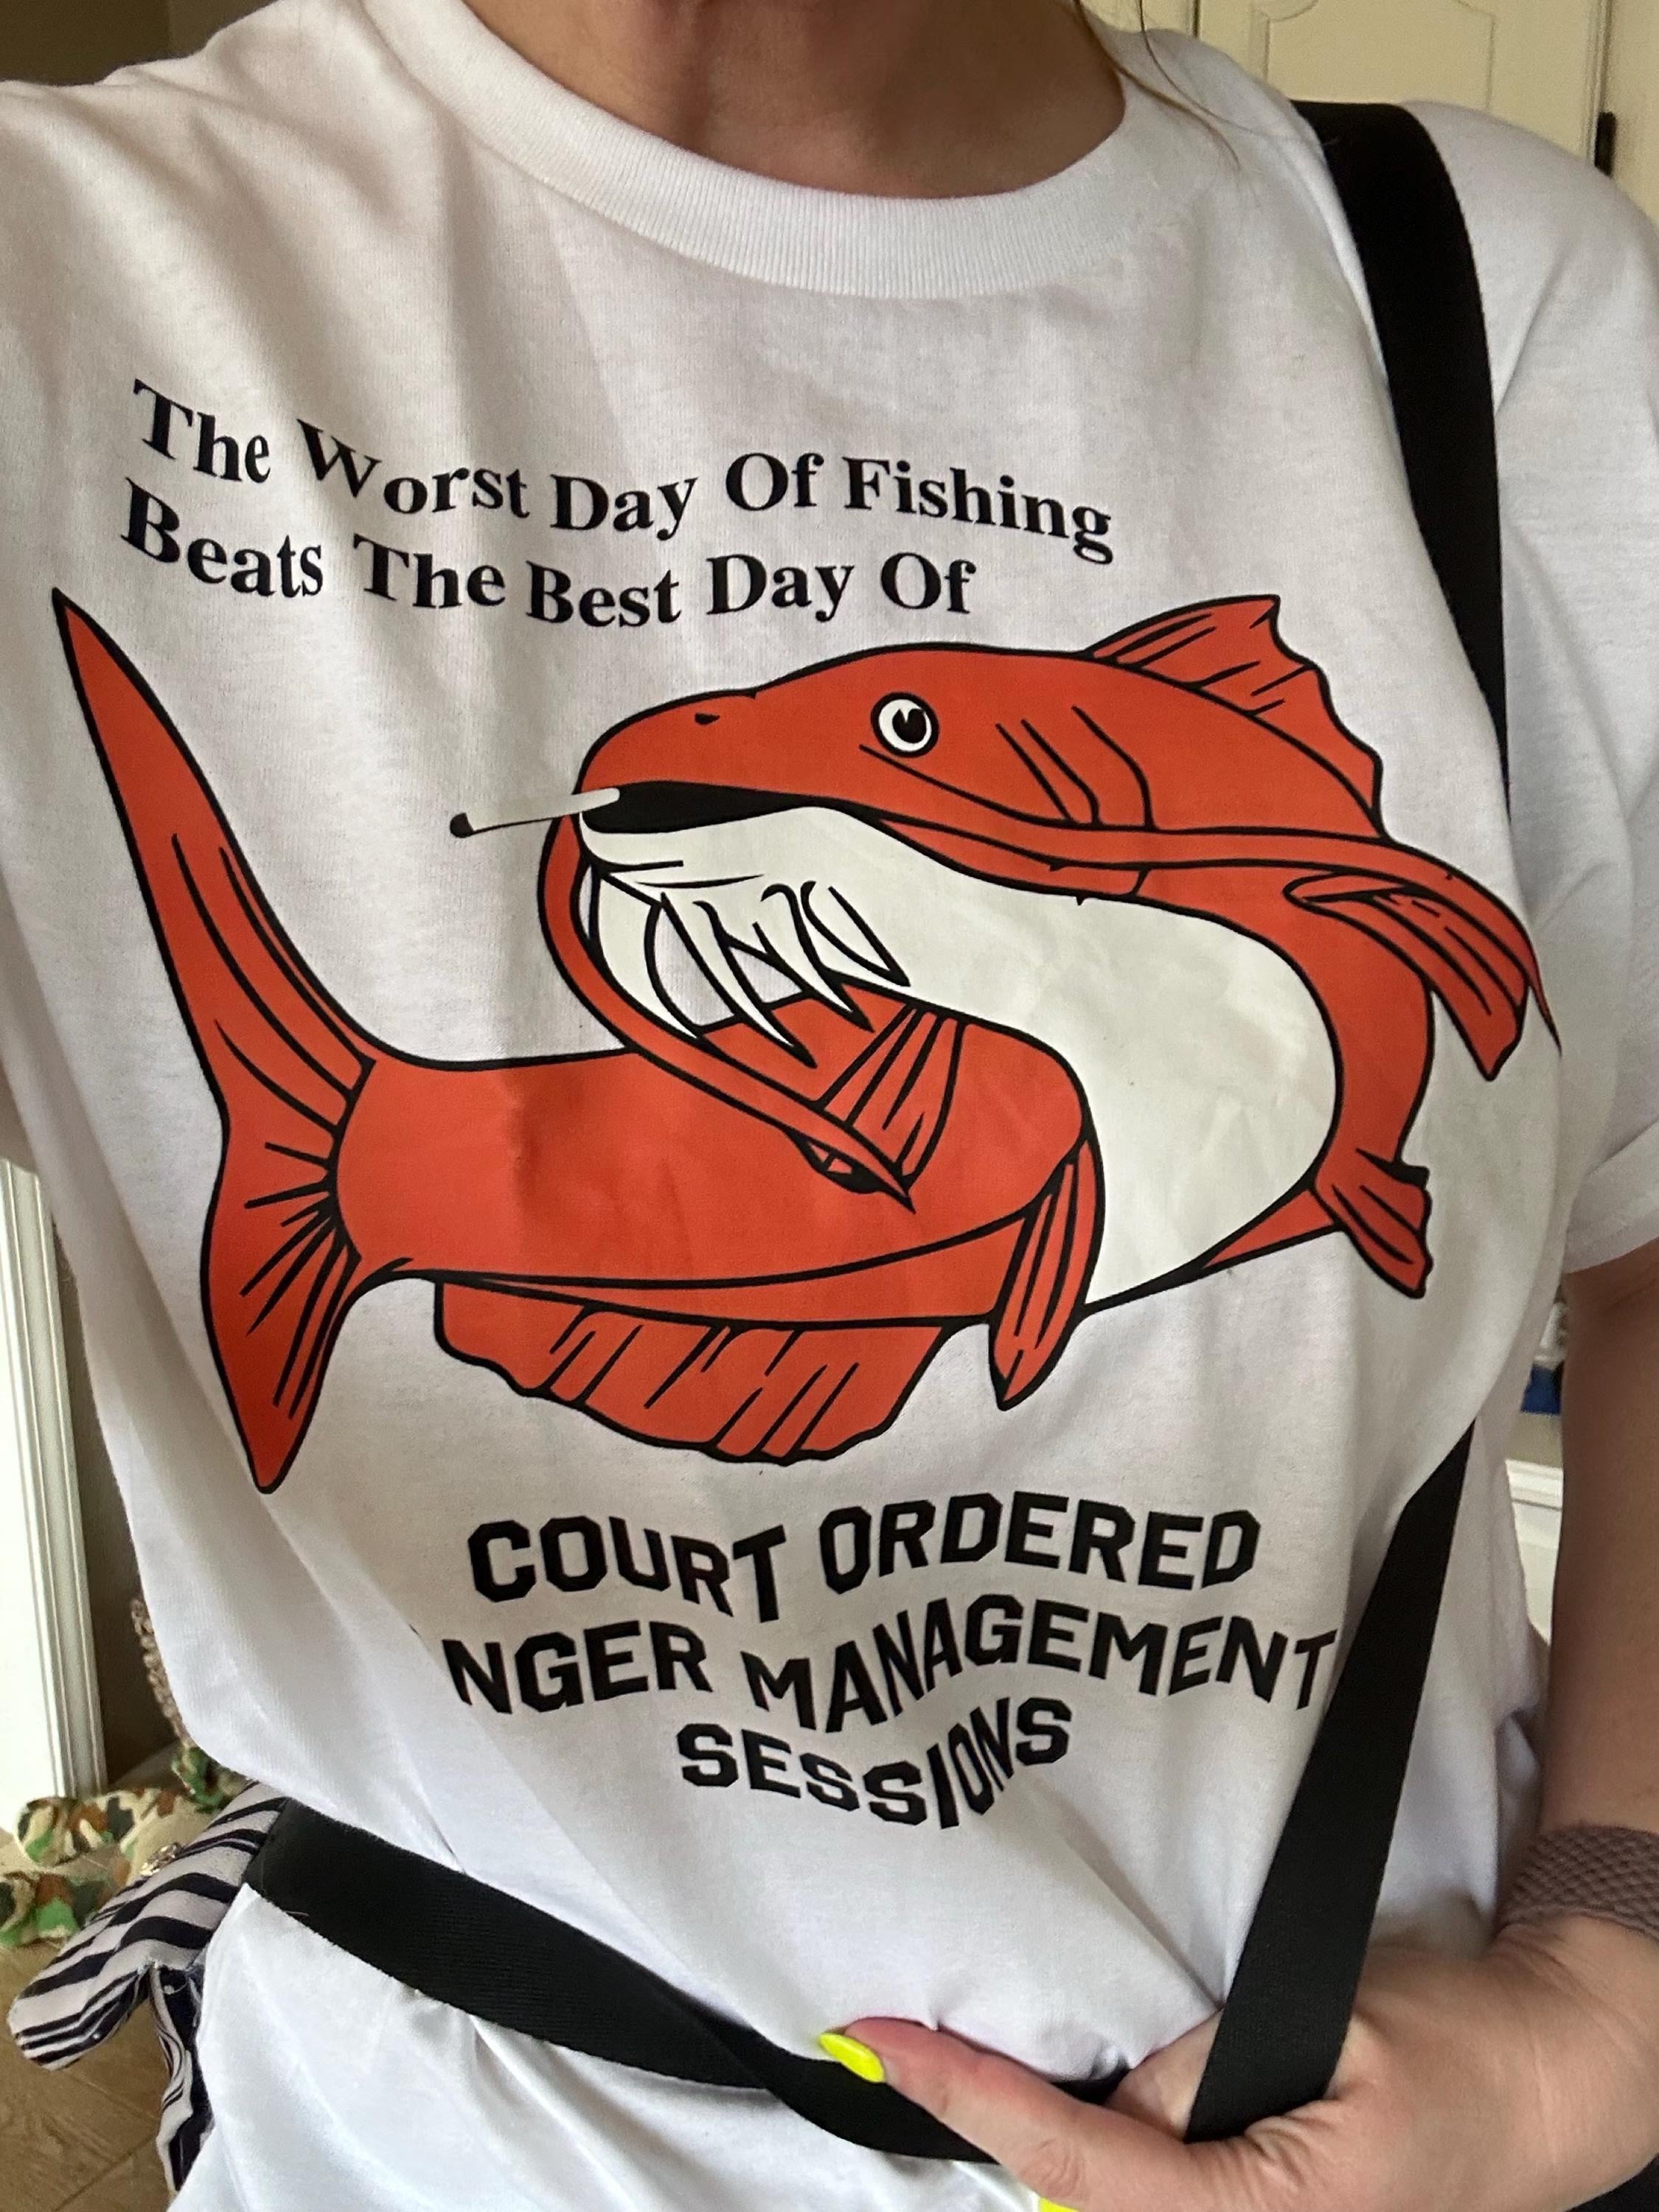 The Worst Day Of Fishing
Beats The Best Day Of
COURT ORDERED
NGER MANAGEMENT
SESSIONS